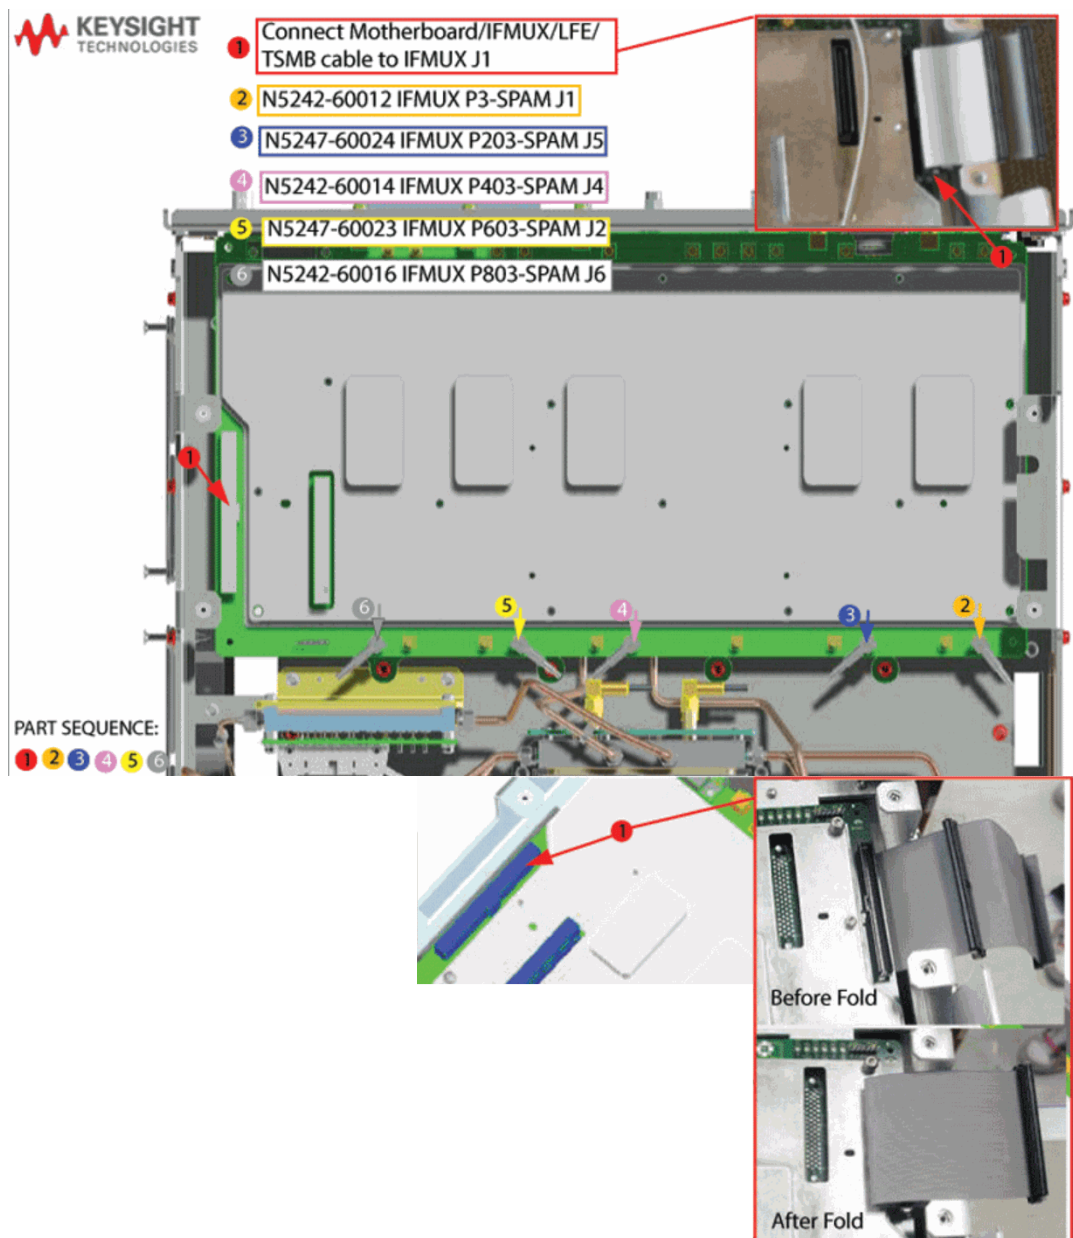 KEYSIGHT
TECHNOLOGIES
1 Connect Motherboard/IFMUX/LFE/
TSMB cable to IFMUX J1
2 N5242-60012 IFMUX P3-SPAM J1
3 N5247-60024 IFMUX P203-SPAM J5
4 N5242-60014 IFMUX P403-SPAM J4
5 N5247-60023 IFMUX P603-SPAM J2
6 N5242-60016 IFMUX P803-SPAM J6
1
1
6
5
4
3
2
PART SEQUENCE:
1 2 3 4 5 6
1
Before Fold
After Fold